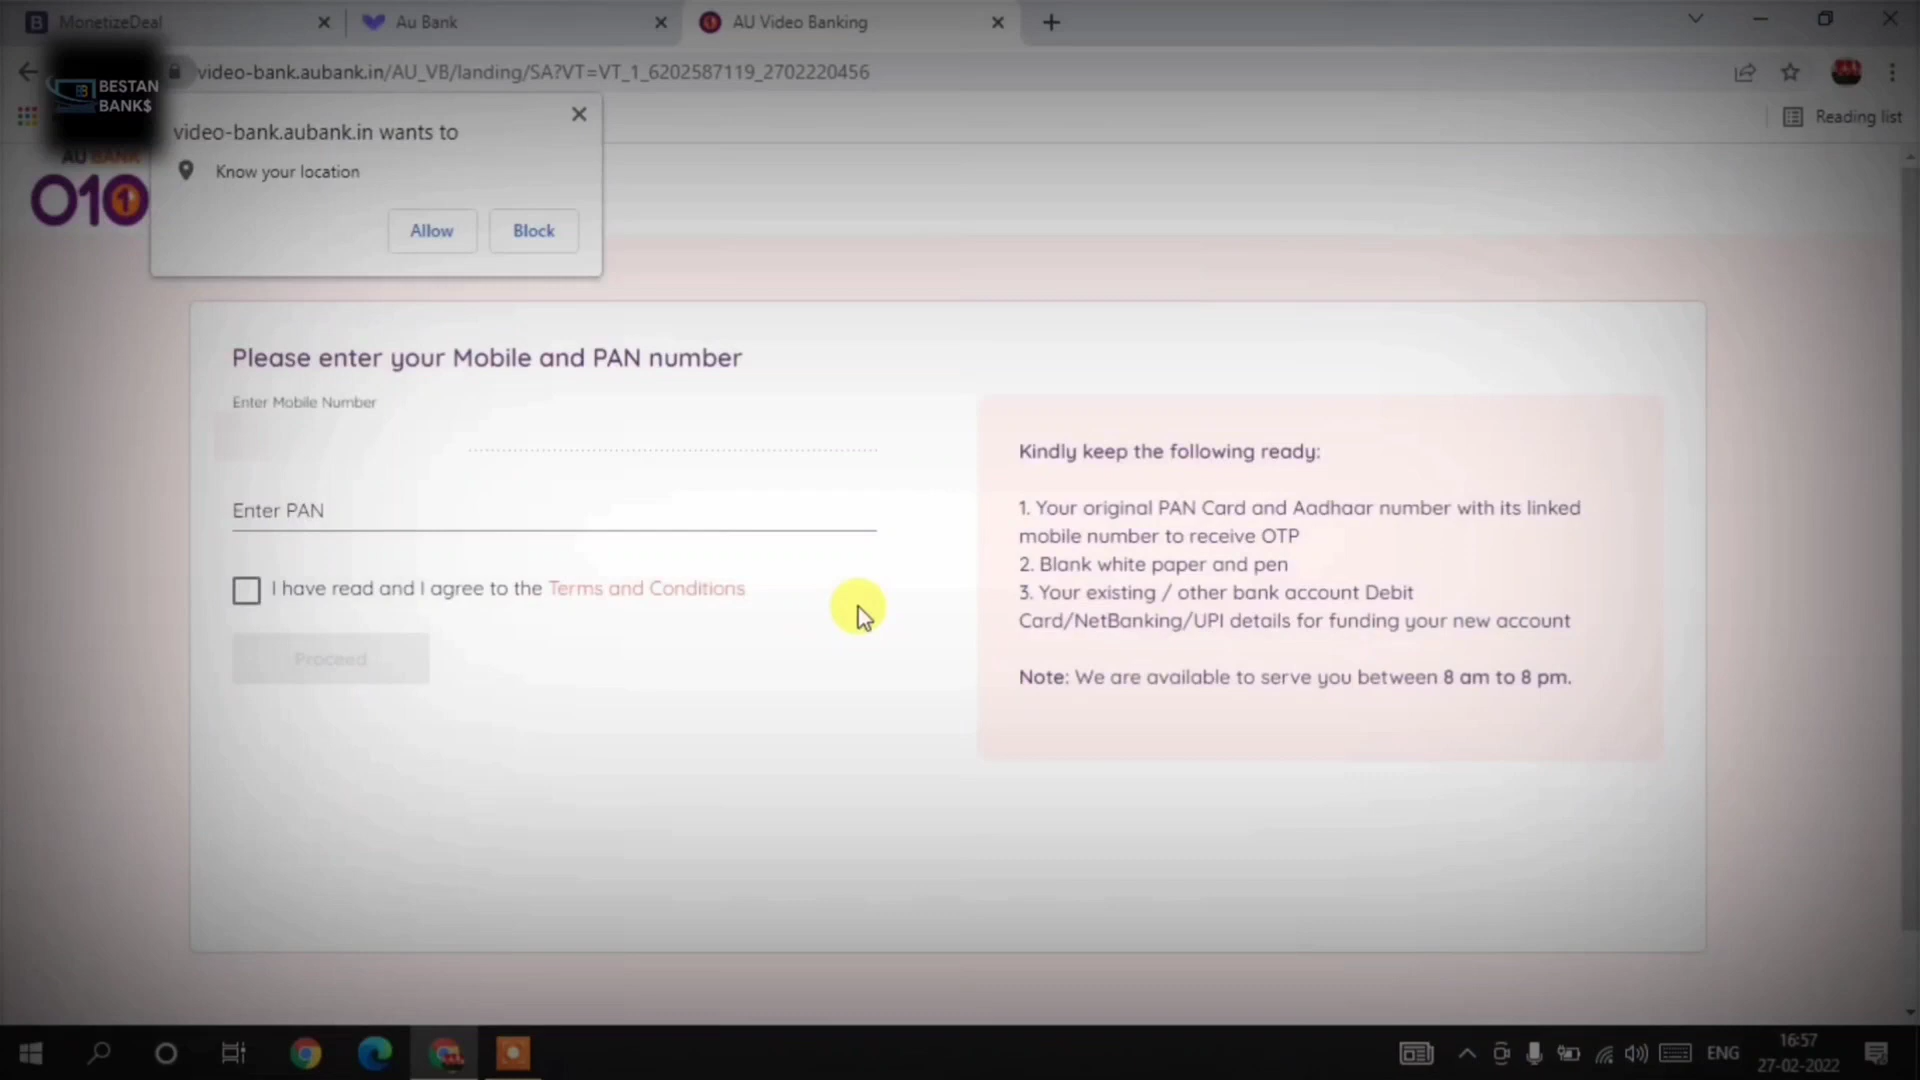 MonetizeDeal
Au Bank
AU Video Banking
video-bank.aubank.in/AU_VB/landing/SA?VT=VT_1_6202587119_2702220456
BESTAN
BANK$
Reading list
video-bank.aubank.in wants to
Know your location
Allow
Block
AU BANK
010
1
Please enter your Mobile and PAN number
Enter Mobile Number
Enter PAN
I have read and I agree to the Terms and Conditions
Proceed
Kindly keep the following ready:
1. Your original PAN Card and Aadhaar number with its linked
mobile number to receive OTP
2. Blank white paper and pen
3. Your existing / other bank account Debit
Card/NetBanking/UPI details for funding your new account
Note: We are available to serve you between 8 am to 8 pm.
ENG
16:57
27-02-2022